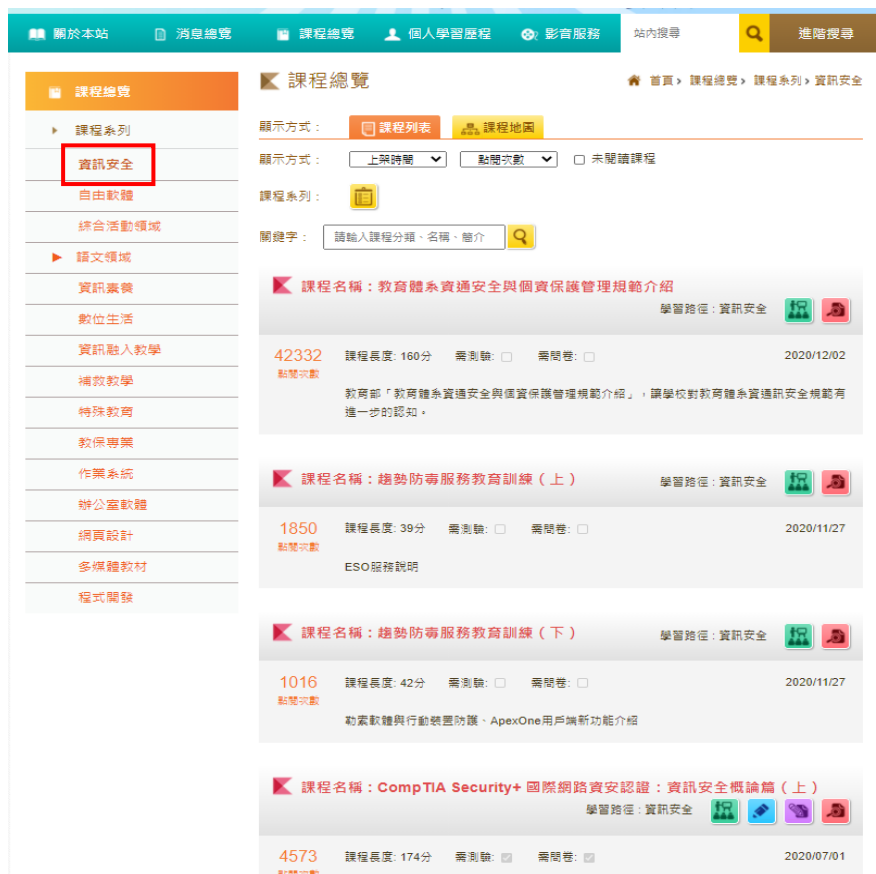 關於本站 消息總覽 課程總覽 個人學習歷程 影音服務 站內搜尋 進階搜尋
課程總覽
課程系列
資訊安全
自由軟體
綜合活動領域
語文領域
資訊素養
數位生活
資訊融入教學
補救教學
特殊教育
教保專業
作業系統
辦公室軟體
網頁設計
多媒體教材
程式開發
課程總覽
首頁› 課程總覽› 課程系列› 資訊安全
顯示方式: 課程列表 課程地圖
顯示方式: 上架時間 點閱次數 未閱讀課程
課程系列:
關鍵字: 請輸入課程分類、名稱、簡介
課程名稱:教育體系資通安全與個資保護管理規範介紹
學習路徑:資訊安全
42332 課程長度: 160分 需測驗: 需問卷: 2020/12/02
點閱次數
教育部「教育體系資通安全與個資保護管理規範介紹」,讓學校對教育體系資通訊安全規範有
進一步的認知。
課程名稱:趨勢防毒服務教育訓練(上) 學習路徑:資訊安全
1850 課程長度: 39分 需測驗: 需問卷: 2020/11/27
點閱次數
ESO服務說明
課程名稱:趨勢防毒服務教育訓練(下) 學習路徑:資訊安全
1016 課程長度: 42分 需測驗: 需問卷: 2020/11/27
點閱次數
勒索軟體與行動裝置防護、ApexOne用戶端新功能介紹
課程名稱:CompTIA Security+ 國際網路資安認證:資訊安全概論篇(上)
學習路徑:資訊安全
4573 課程長度: 174分 需測驗: 需問卷: 2020/07/01